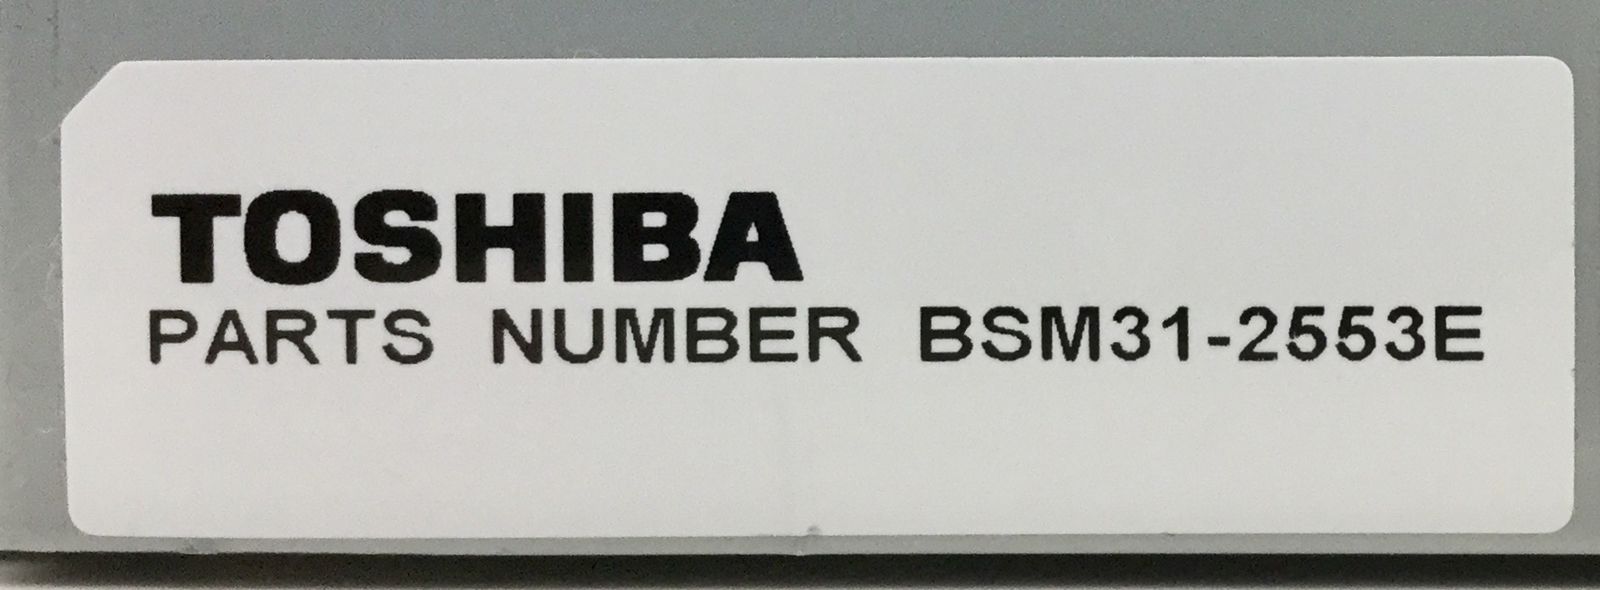 TOSHIBA
PARTS NUMBER BSM31-2553E